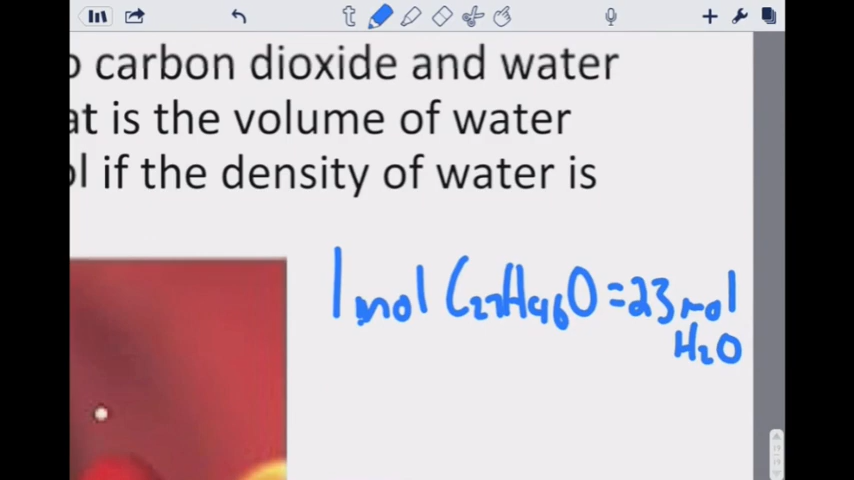 o carbon dioxide and water
at is the volume of water
ol if the density of water is
1 mol C₂₇H₄₆O = 23 mol
H₂O